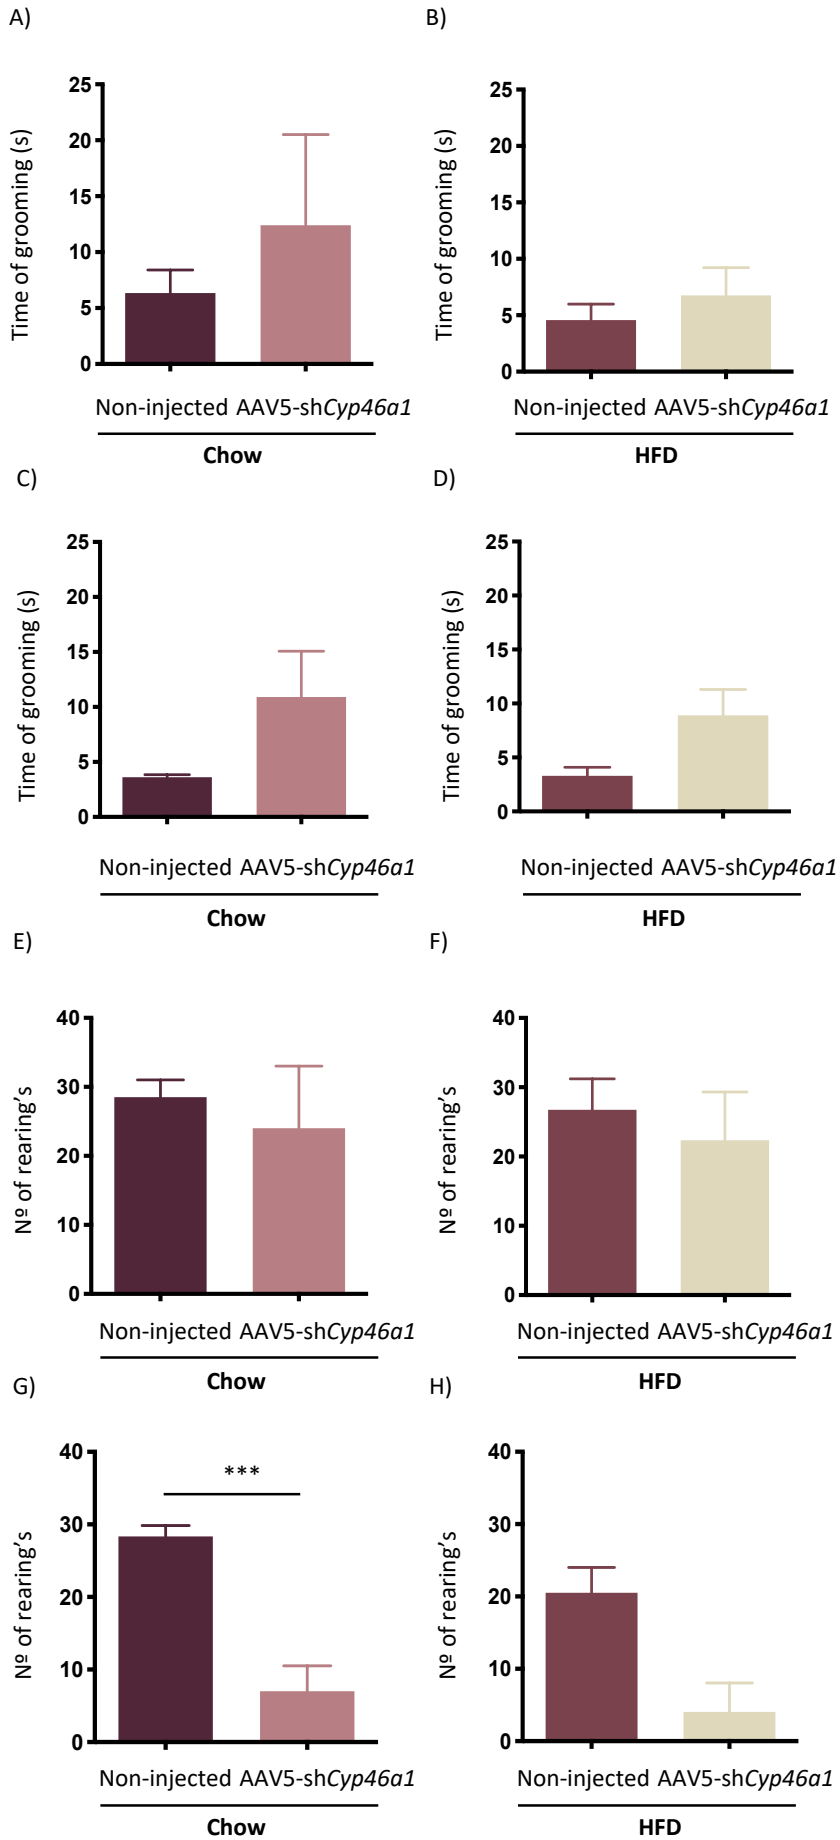 A)
Time of grooming (s)
25
20
15
10
5
0
Non-injected AAV5-shCyp46a1
Chow
B)
Time of grooming (s)
25
20
15
10
5
0
Non-injected AAV5-shCyp46a1
HFD
C)
Time of grooming (s)
25
20
15
10
5
0
Non-injected AAV5-shCyp46a1
Chow
D)
Time of grooming (s)
25
20
15
10
5
0
Non-injected AAV5-shCyp46a1
HFD
E)
Nº of rearing’s
40
30
20
10
0
Non-injected AAV5-shCyp46a1
Chow
F)
Nº of rearing’s
40
30
20
10
0
Non-injected AAV5-shCyp46a1
HFD
G)
Nº of rearing’s
40
30
20
10
0
***
Non-injected AAV5-shCyp46a1
Chow
H)
Nº of rearing’s
40
30
20
10
0
Non-injected AAV5-shCyp46a1
HFD